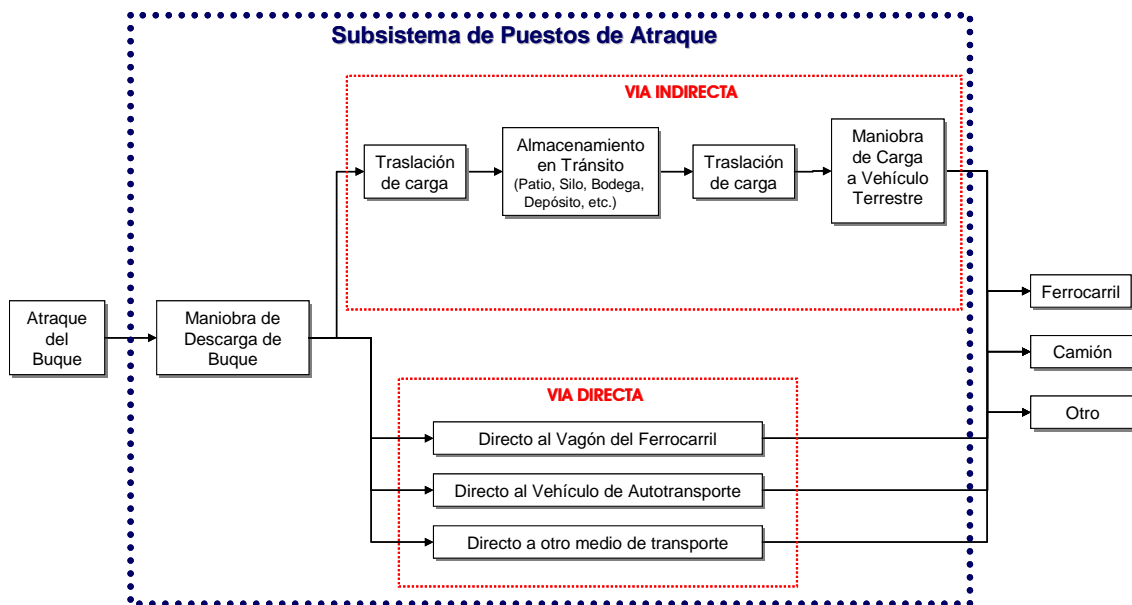 Subsistema de Puestos de Atraque
VIA INDIRECTA
Traslación
de carga
Almacenamiento
en Tránsito
(Patio, Silo, Bodega,
Depósito, etc.)
Traslación
de carga
Maniobra
de Carga
a Vehículo
Terrestre
Atraque
del
Buque
Maniobra de
Descarga de
Buque
Ferrocarril
Camión
Otro
VIA DIRECTA
Directo al Vagón del Ferrocarril
Directo al Vehículo de Autotransporte
Directo a otro medio de transporte